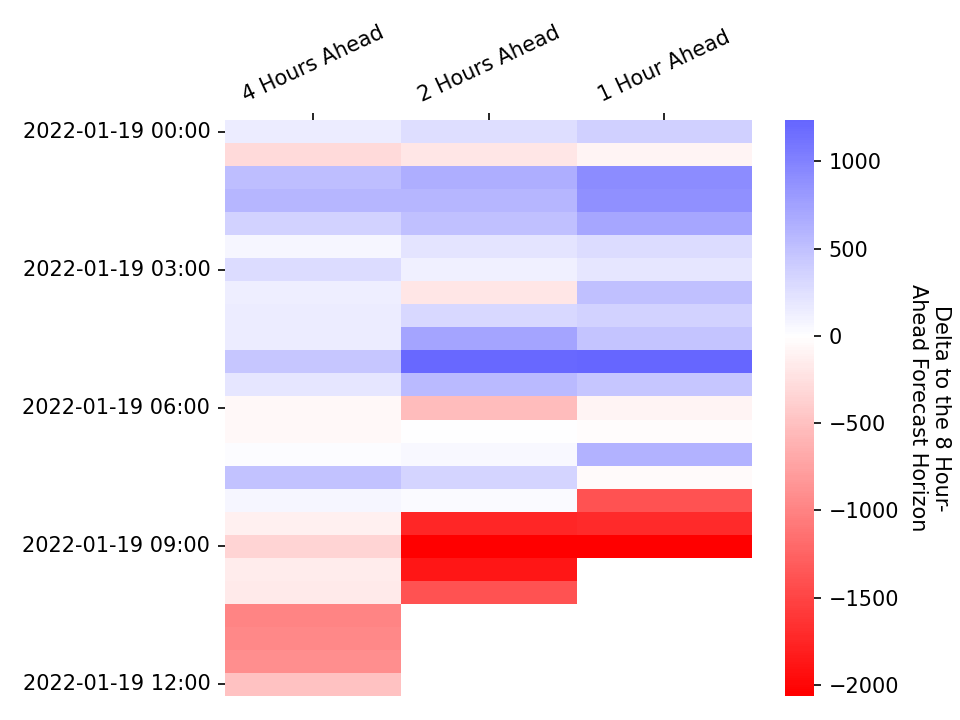 4 Hours Ahead
2 Hours Ahead
1 Hour Ahead
2022-01-19 00:00
2022-01-19 03:00
2022-01-19 06:00
2022-01-19 09:00
2022-01-19 12:00
1000
500
0
−500
−1000
−1500
−2000
Delta to the 8 Hour-
Ahead Forecast Horizon